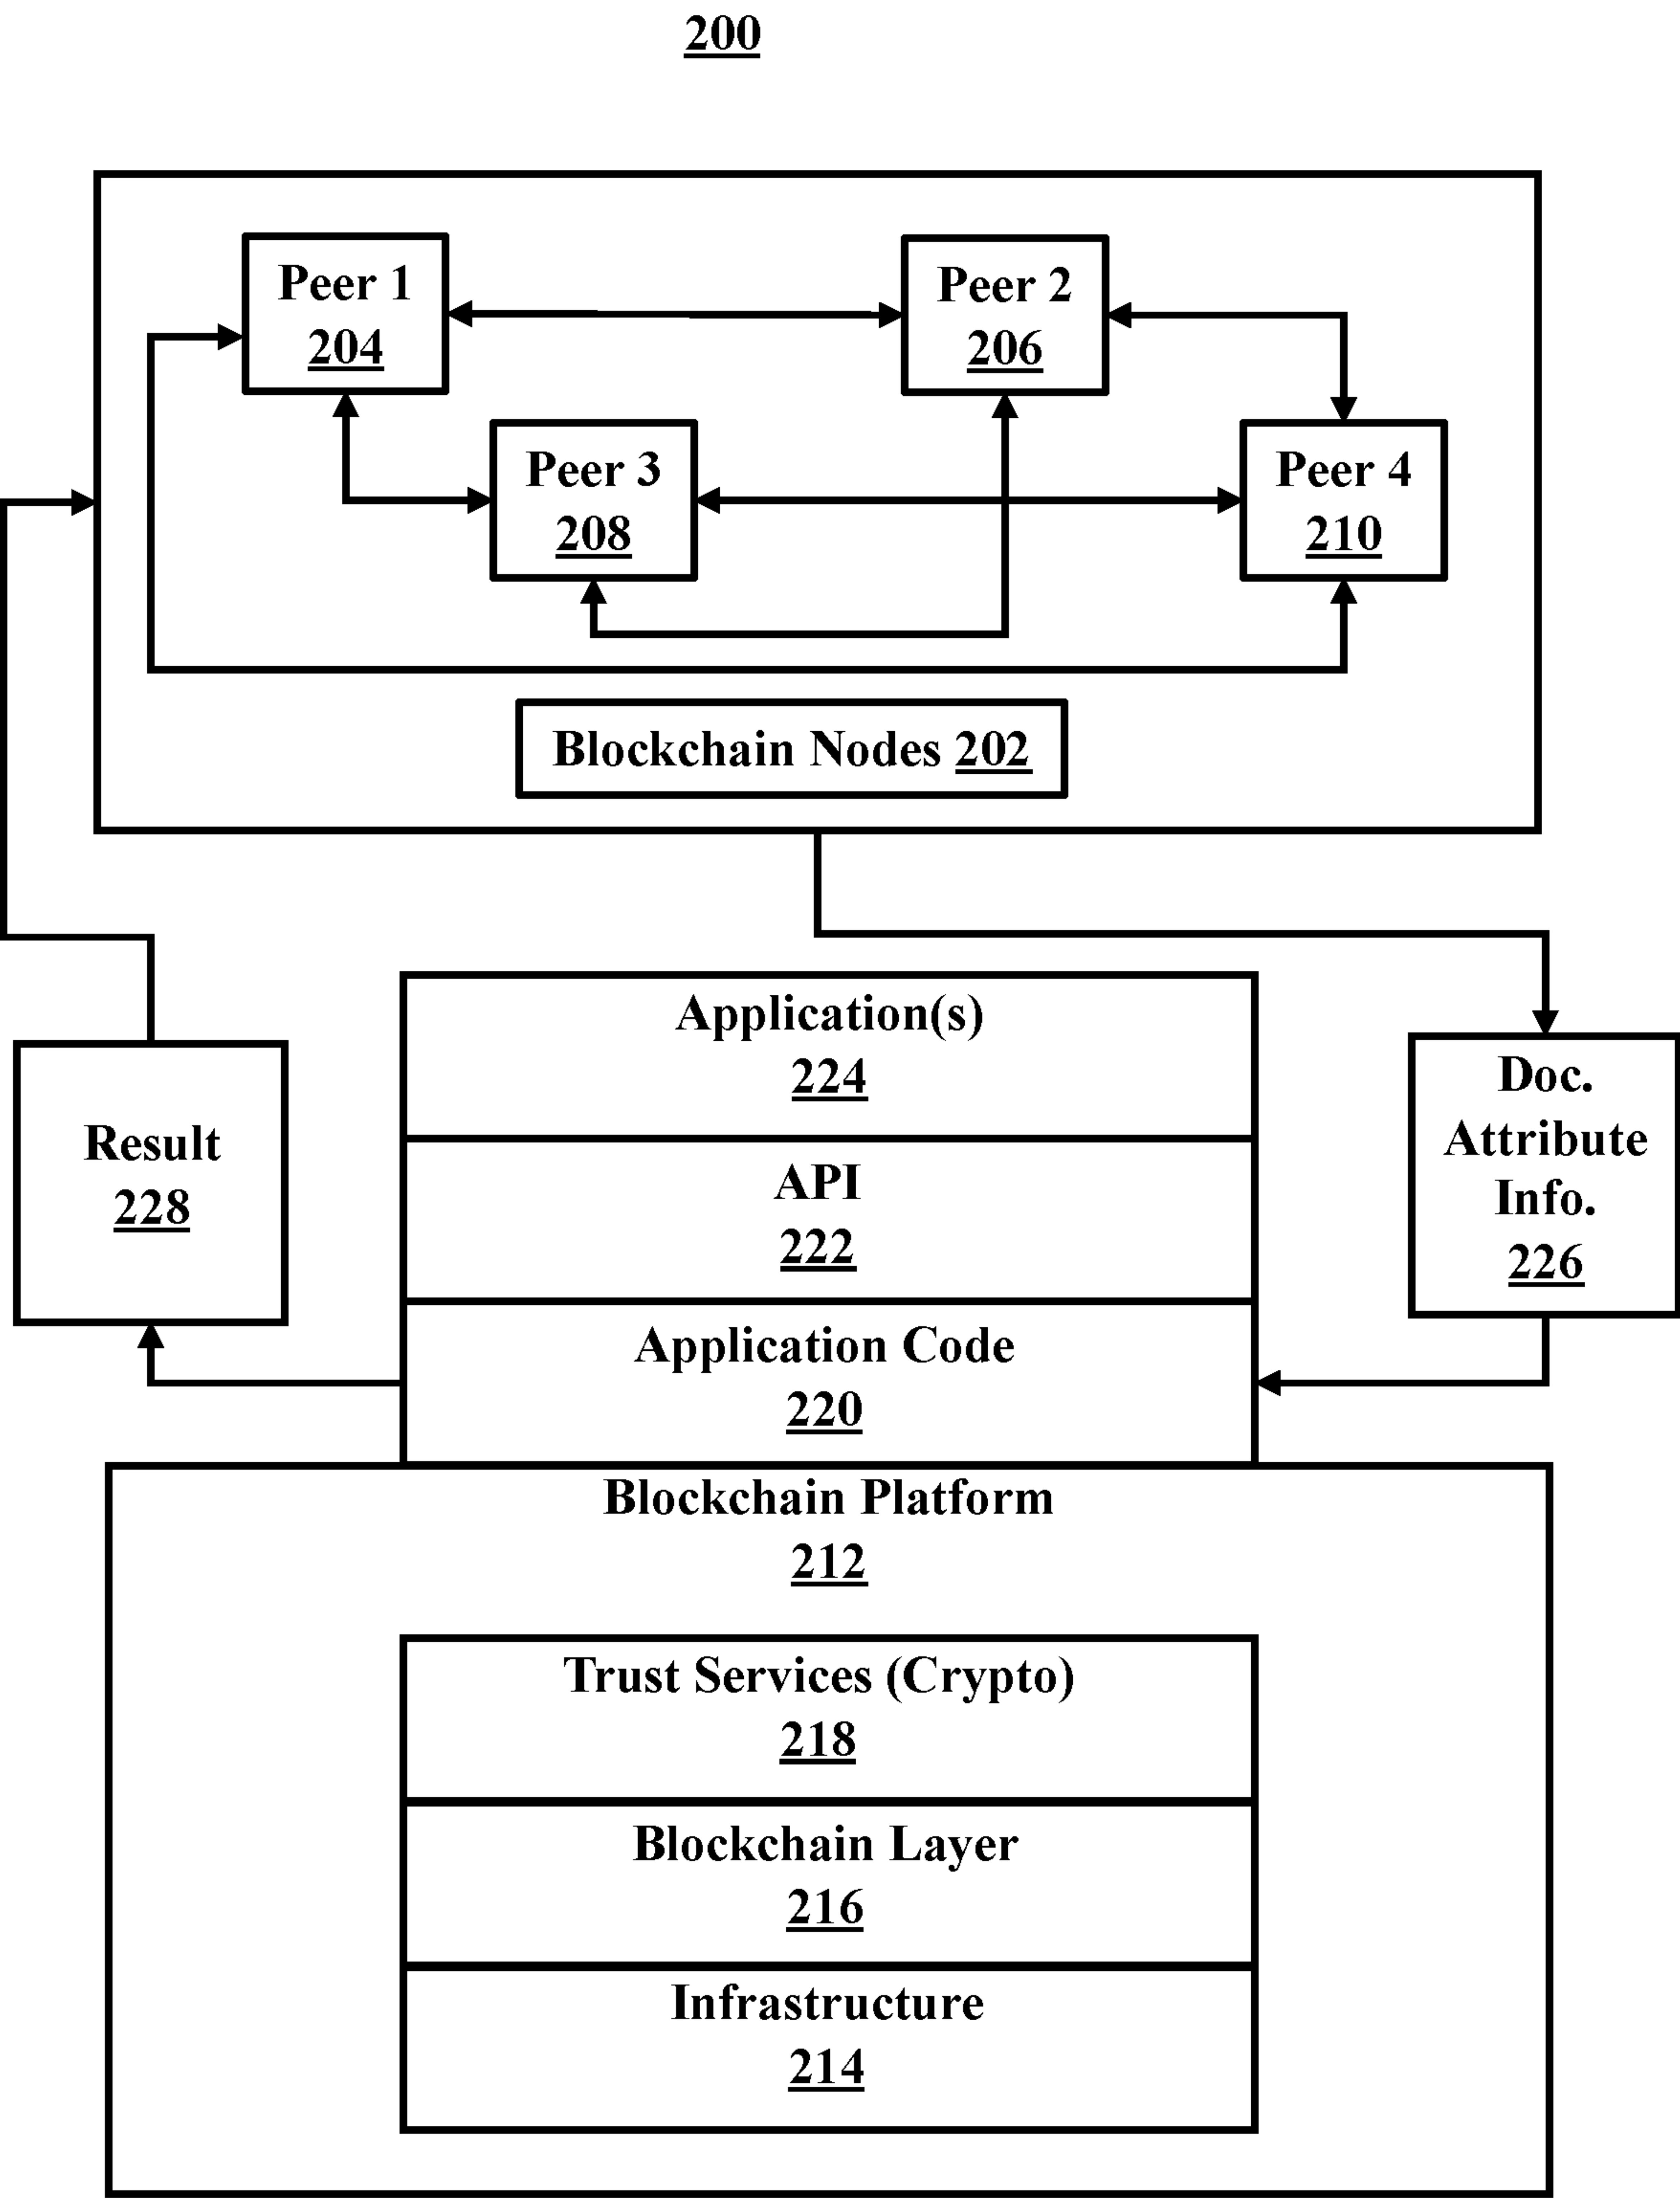 200
Peer 1
204
Peer 2
206
Peer 3
208
Peer 4
210
Blockchain Nodes 202
Application(s)
224
API
222
Application Code
220
Result
228
Doc.
Attribute
Info.
226
Blockchain Platform
212
Trust Services (Crypto)
218
Blockchain Layer
216
Infrastructure
214